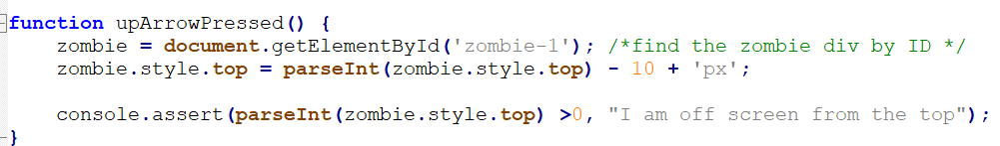 function upArrowPressed() {
    zombie = document.getElementById('zombie-1'); /*find the zombie div by ID */
    zombie.style.top = parseInt(zombie.style.top) - 10 + 'px';
    console.assert(parseInt(zombie.style.top) >0, "I am off screen from the top");
}